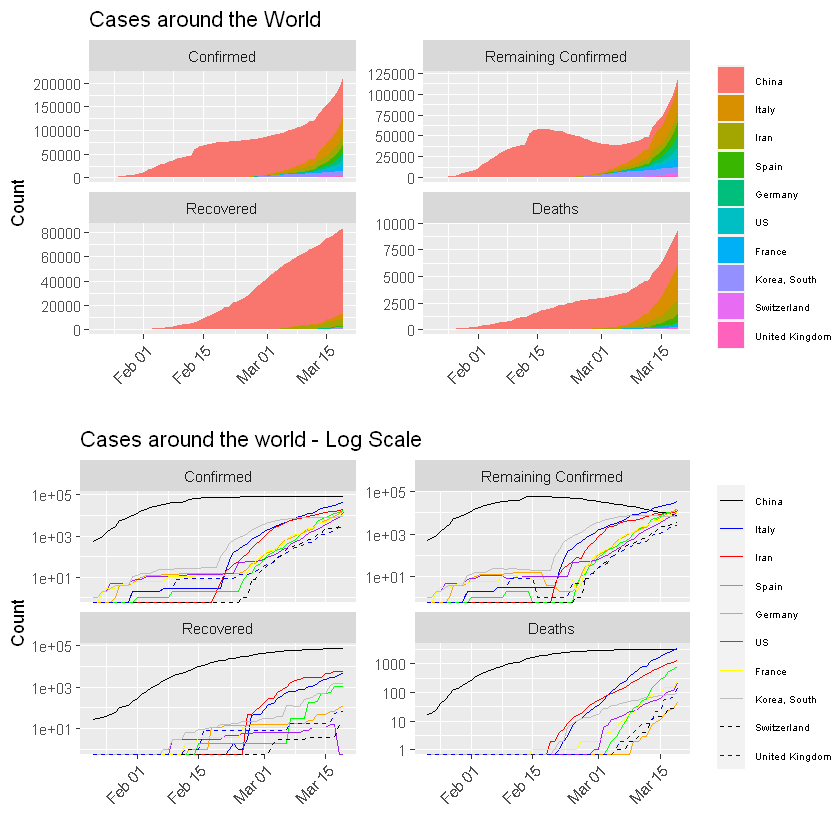 Cases around the World
Confirmed
Remaining Confirmed
200000
150000
100000
50000
0
125000
100000
75000
50000
25000
0
Recovered
Deaths
80000
60000
40000
20000
0
10000
7500
5000
2500
0
Count
Feb 01
Feb 15
Mar 01
Mar 15
Feb 01
Feb 15
Mar 01
Mar 15
China
Italy
Iran
Spain
Germany
US
France
Korea, South
Switzerland
United Kingdom
Cases around the world - Log Scale
Confirmed
Remaining Confirmed
1e+05
1e+03
1e+01
1e+05
1e+03
1e+01
Recovered
Deaths
1e+05
1e+03
1e+01
1000
100
10
1
Count
Feb 01
Feb 15
Mar 01
Mar 15
Feb 01
Feb 15
Mar 01
Mar 15
China
Italy
Iran
Spain
Germany
US
France
Korea, South
Switzerland
United Kingdom